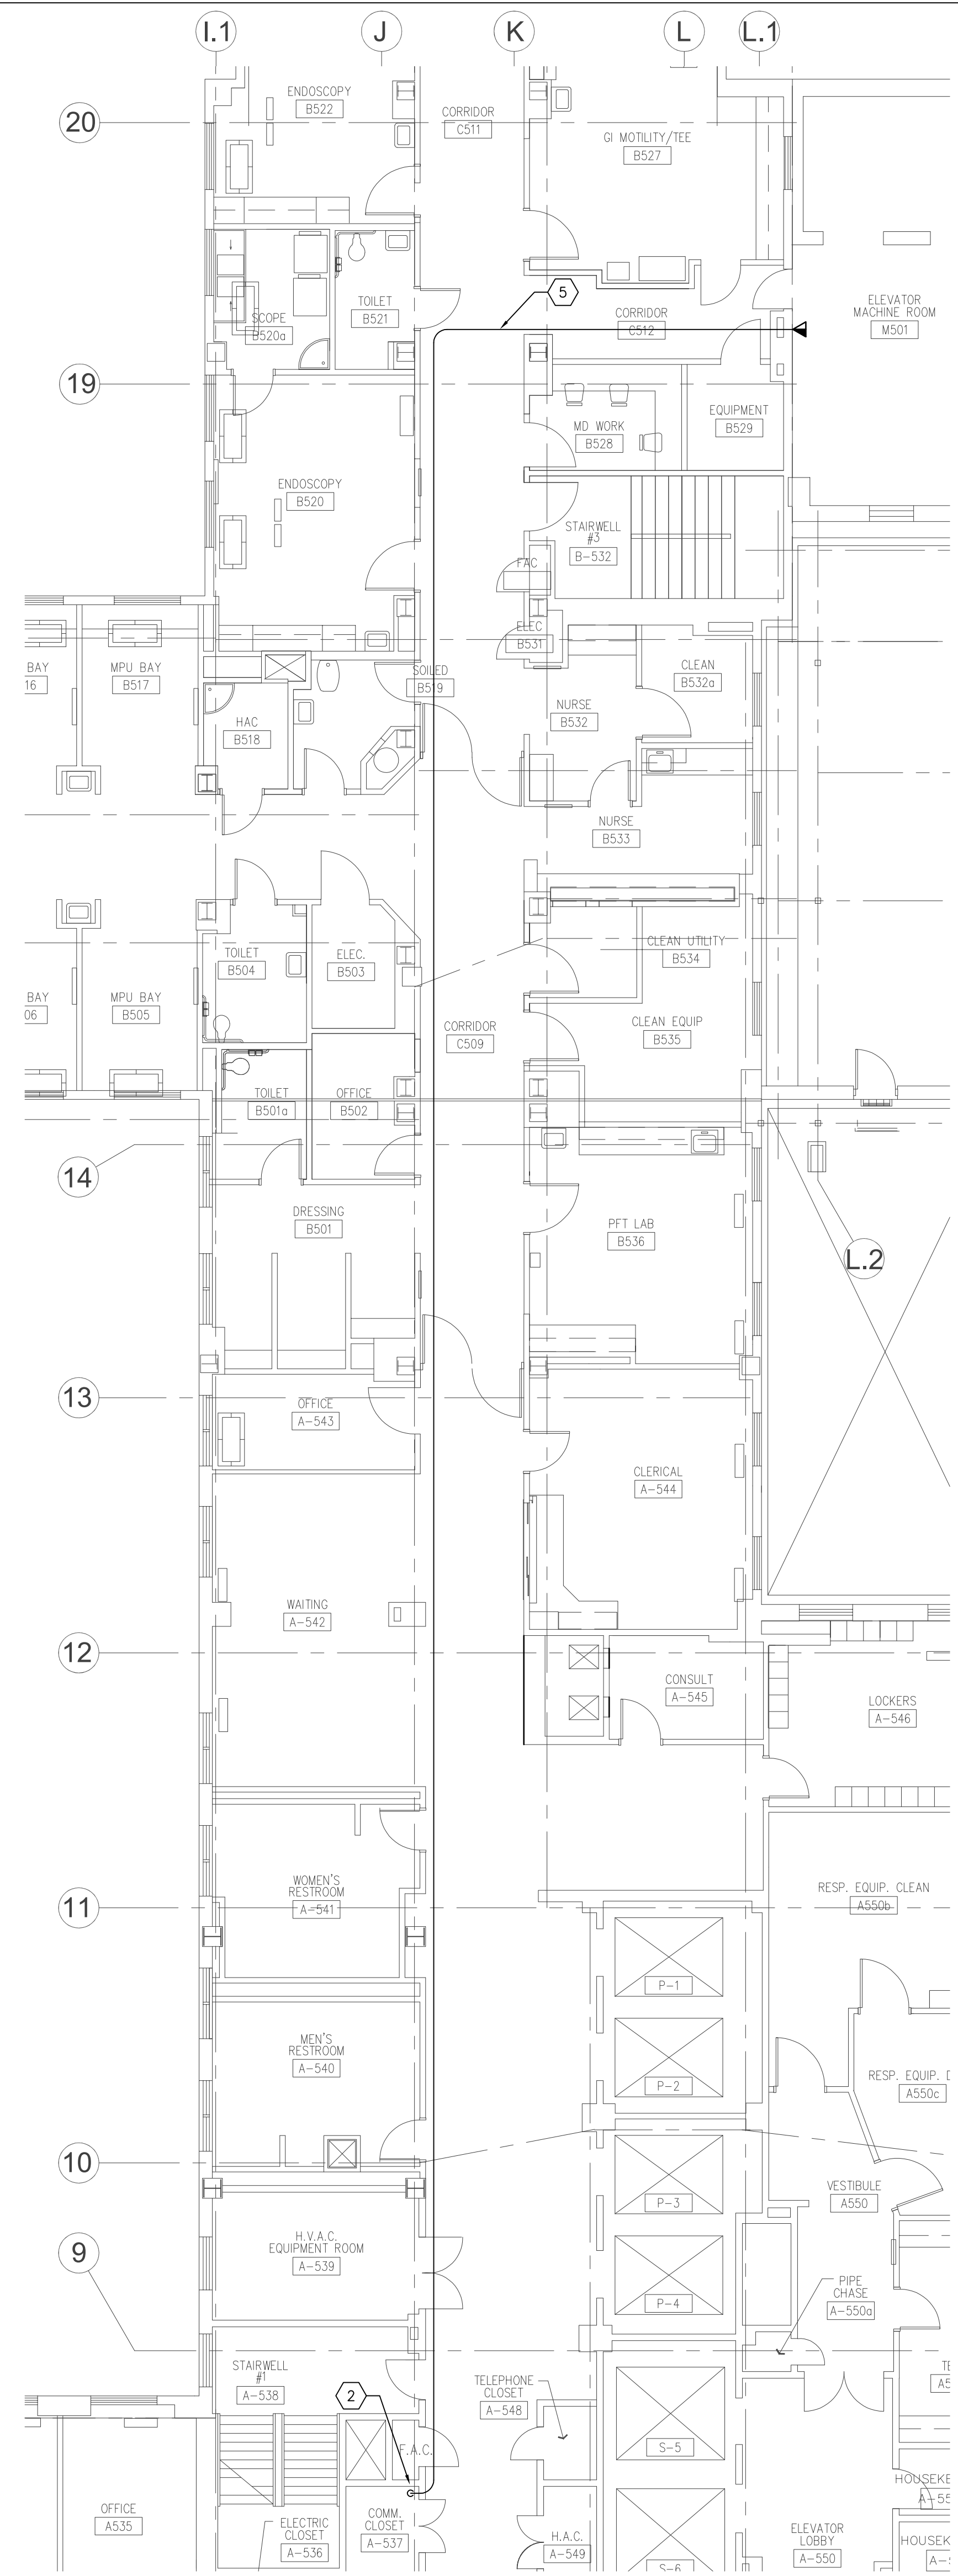 I.1
J
K
L
L.1
20
ENDOSCOPY
B522
CORRIDOR
C511
GI MOTILITY/TEE
B527
5
SCOPE
B520a
TOILET
B521
CORRIDOR
C512
ELEVATOR
MACHINE ROOM
M501
19
MD WORK
B528
EQUIPMENT
B529
ENDOSCOPY
B520
STAIRWELL
#3
B-532
FAC
ELEC
B531
BAY
16
MPU BAY
B517
SOILED
B519
CLEAN
B532a
HAC
B518
NURSE
B532
NURSE
B533
TOILET
B504
ELEC.
B503
CLEAN UTILITY
B534
BAY
06
MPU BAY
B505
CORRIDOR
C509
CLEAN EQUIP
B535
TOILET
B501a
OFFICE
B502
14
DRESSING
B501
PFT LAB
B536
L.2
13
OFFICE
A-543
CLERICAL
A-544
WAITING
A-542
12
CONSULT
A-545
LOCKERS
A-546
WOMEN'S
RESTROOM
A-541
11
RESP. EQUIP. CLEAN
A550b
P-1
MEN'S
RESTROOM
A-540
P-2
RESP. EQUIP.
A550c
10
P-3
VESTIBULE
A550
H.V.A.C.
EQUIPMENT ROOM
A-539
9
P-4
PIPE
CHASE
A-550a
STAIRWELL
#1
A-538
2
TELEPHONE
CLOSET
A-548
F.A.C.
S-5
HOUSEKE
A-55
OFFICE
A535
ELECTRIC
CLOSET
A-536
COMM.
CLOSET
A-537
H.A.C.
A-549
S-6
ELEVATOR
LOBBY
A-550
HOUSEK